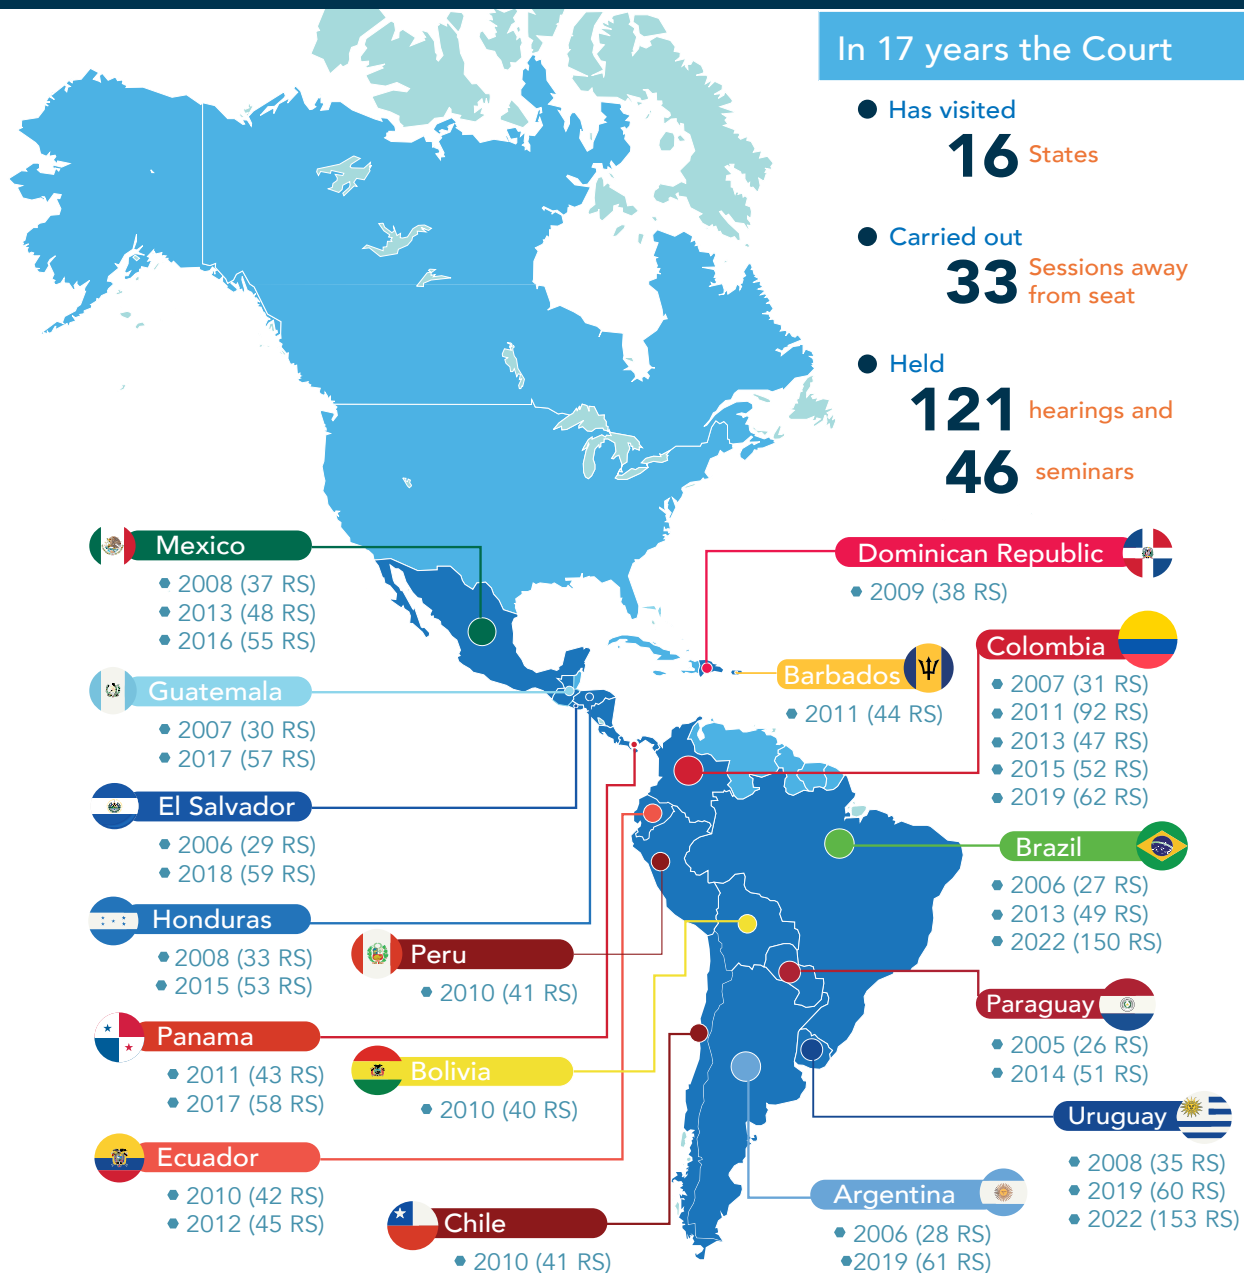 In 17 years the Court
Has visited
16 States
Carried out
33 Sessions away
from seat
Held
121 hearings and
46 seminars
Mexico
2008 (37 RS)
2013 (48 RS)
2016 (55 RS)
Guatemala
2007 (30 RS)
2017 (57 RS)
El Salvador
2006 (29 RS)
2018 (59 RS)
Honduras
2008 (33 RS)
2015 (53 RS)
Panama
2011 (43 RS)
2017 (58 RS)
Ecuador
2010 (42 RS)
2012 (45 RS)
Peru
2010 (41 RS)
Bolivia
2010 (40 RS)
Chile
2010 (41 RS)
Dominican Republic
2009 (38 RS)
Barbados
2011 (44 RS)
Colombia
2007 (31 RS)
2011 (92 RS)
2013 (47 RS)
2015 (52 RS)
2019 (62 RS)
Brazil
2006 (27 RS)
2013 (49 RS)
2022 (150 RS)
Paraguay
2005 (26 RS)
2014 (51 RS)
Uruguay
2008 (35 RS)
2019 (60 RS)
2022 (153 RS)
Argentina
2006 (28 RS)
2019 (61 RS)